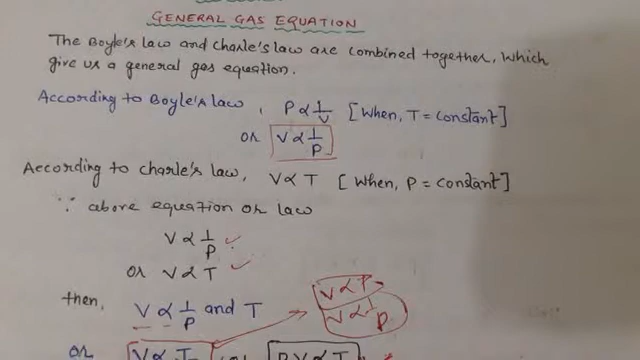 GENERAL GAS EQUATION
The Boyle's law and charle's law are combined together, which
give us a general gas equation.
According to Boyle's law, P ∝ 1/V [When, T = constant]
or V ∝ 1/P
According to charle's law, V ∝ T [When, P = constant]
∵ above equation or law
V ∝ 1/P
or V ∝ T
V ∝ P
then, V ∝ 1/P and T
V ∝ 1/P
or V ∝ T or PV ∝ T